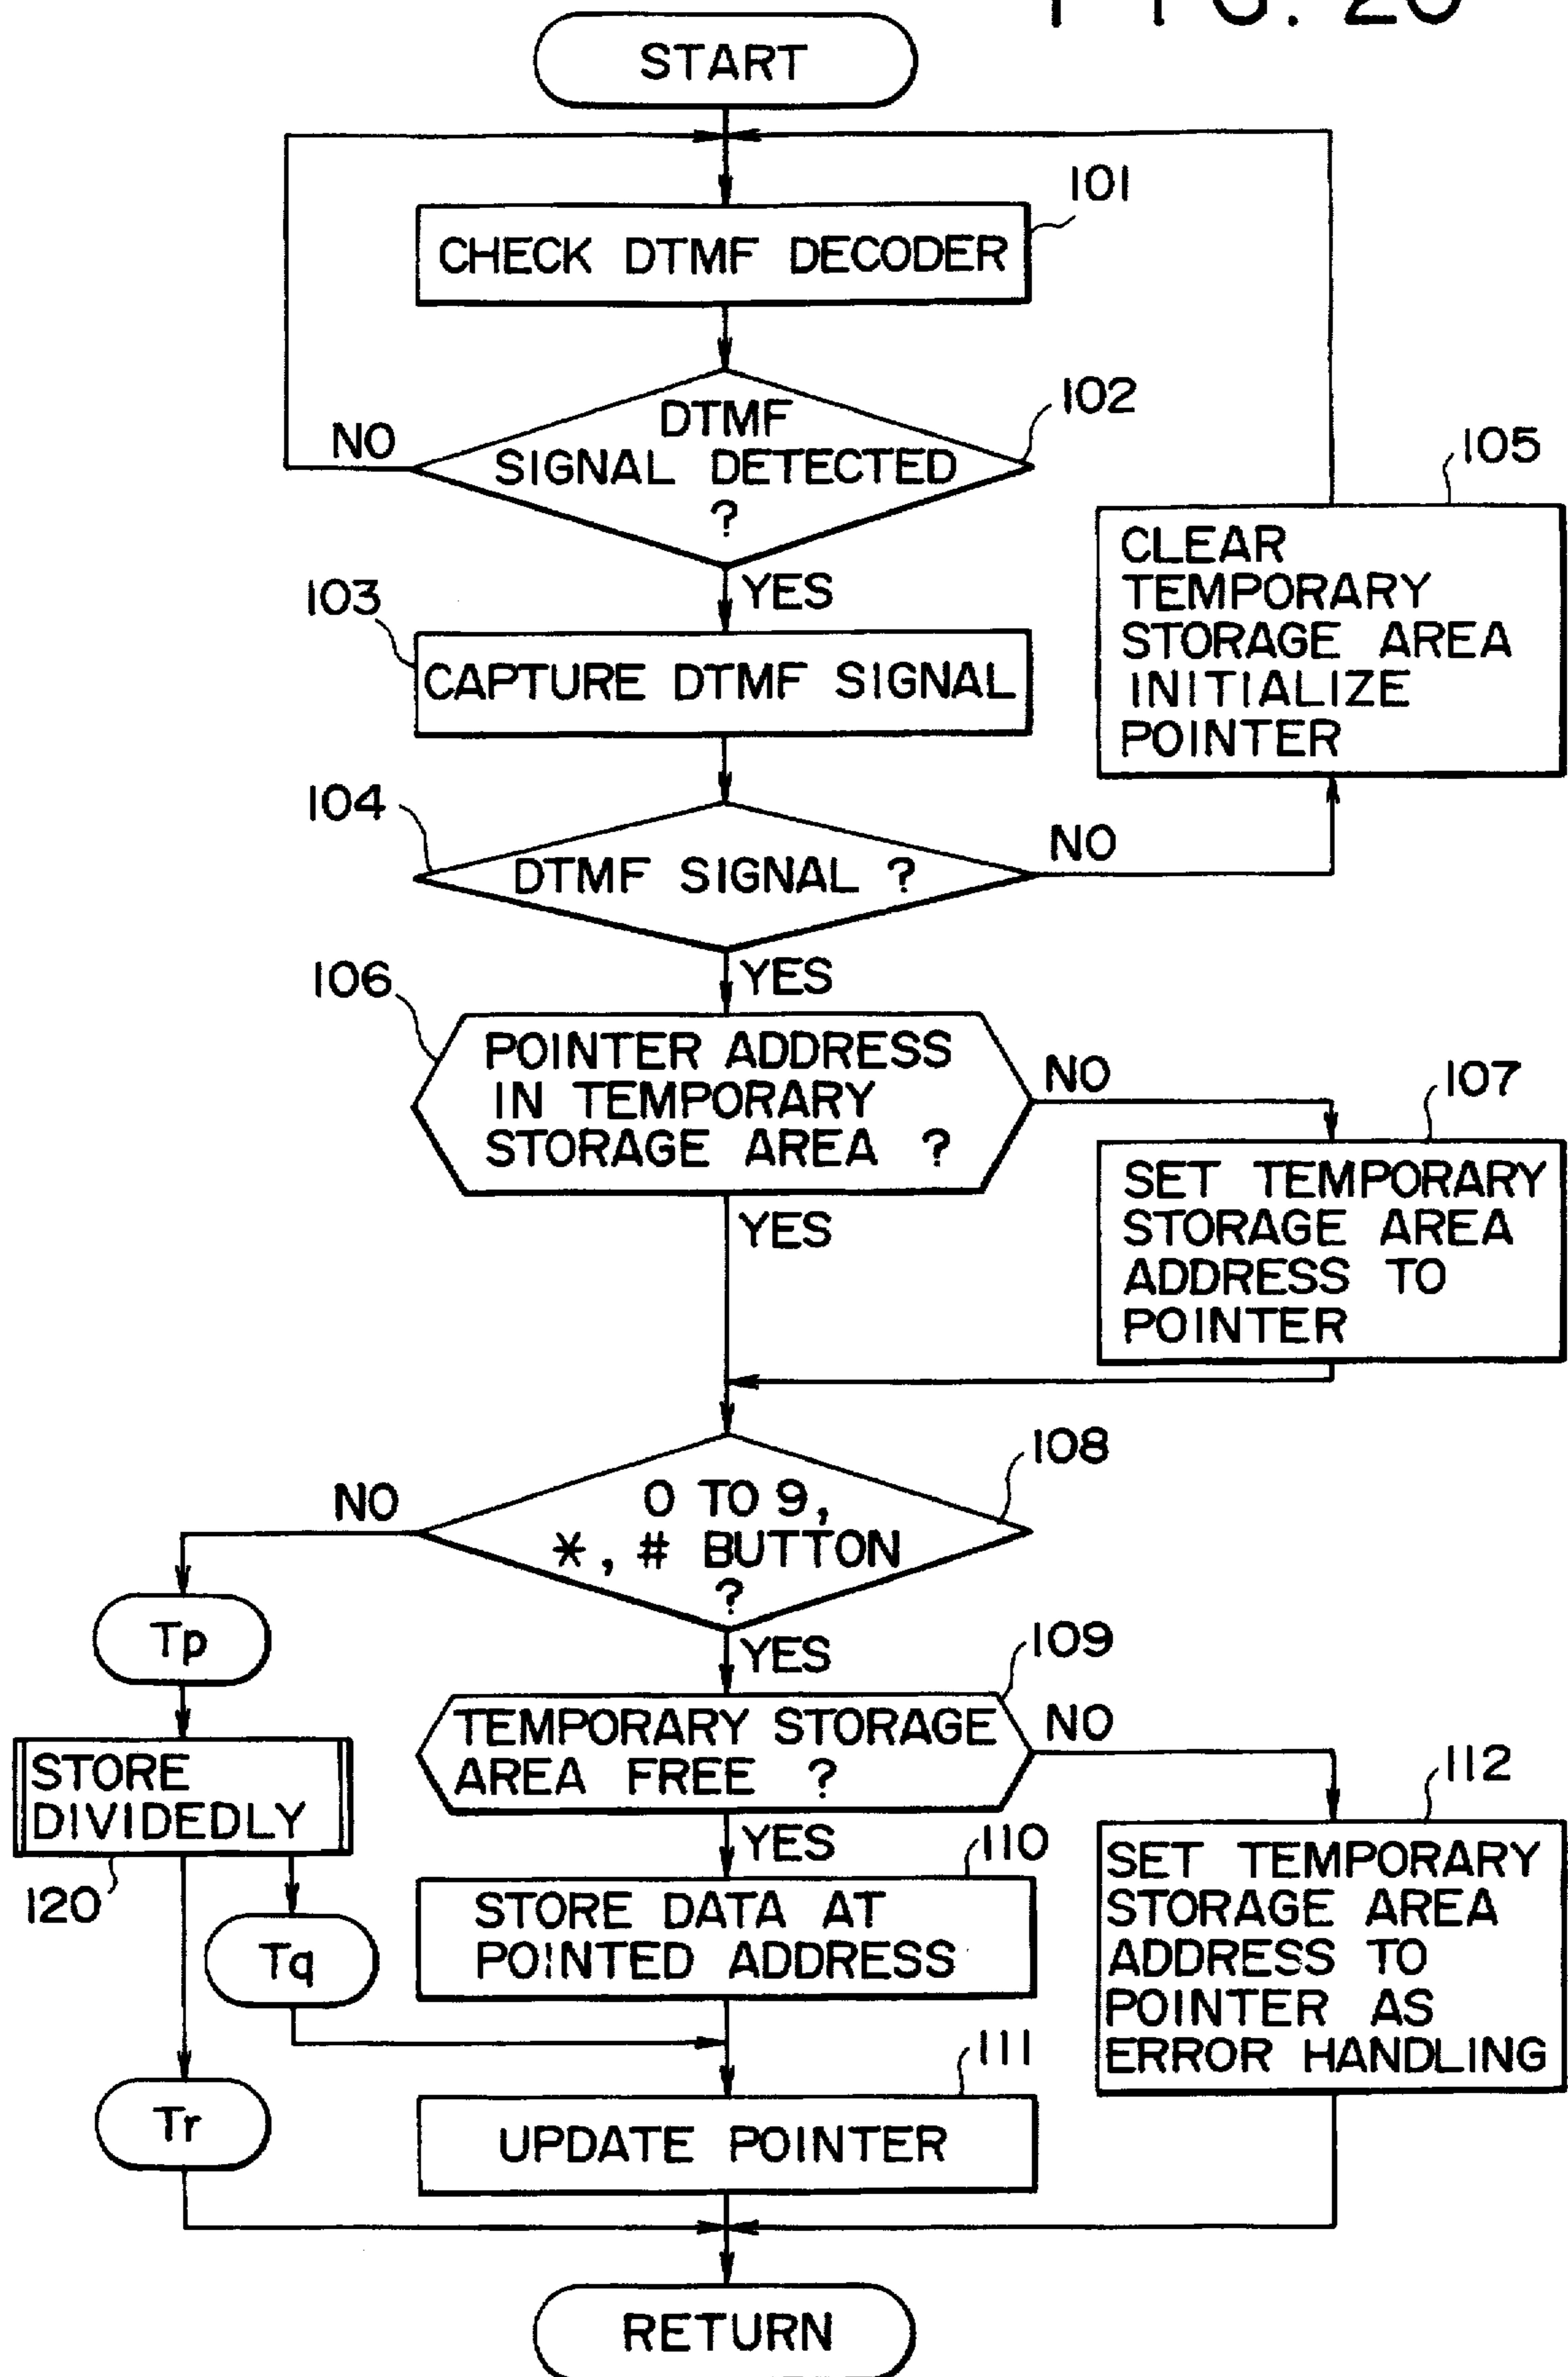 START
101
CHECK DTMF DECODER
102
DTMF
SIGNAL DETECTED
?
NO
YES
105
CLEAR
TEMPORARY
STORAGE AREA
INITIALIZE
POINTER
103
CAPTURE DTMF SIGNAL
104
DTMF SIGNAL ?
NO
YES
106
POINTER ADDRESS
IN TEMPORARY
STORAGE AREA ?
NO
YES
107
SET TEMPORARY
STORAGE AREA
ADDRESS TO
POINTER
108
0 TO 9,
*, # BUTTON
?
NO
YES
Tp
STORE
DIVIDEDLY
120
Tq
Tr
109
TEMPORARY STORAGE
AREA FREE ?
NO
YES
110
STORE DATA AT
POINTED ADDRESS
111
UPDATE POINTER
112
SET TEMPORARY
STORAGE AREA
ADDRESS TO
POINTER AS
ERROR HANDLING
RETURN